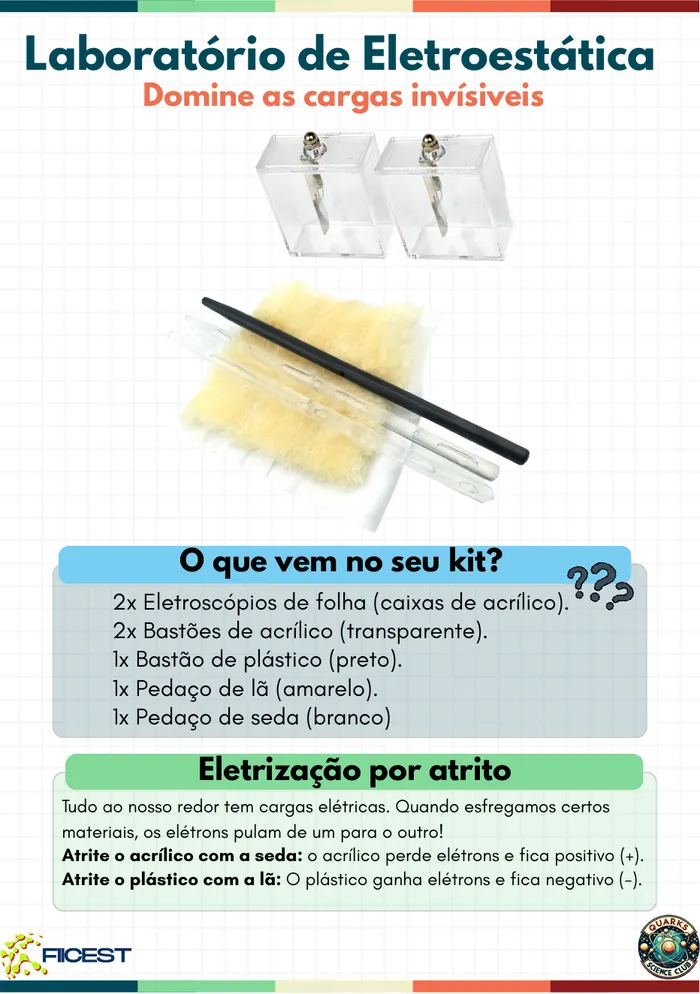 Laboratório de Eletroestática
Domine as cargas invísiveis
O que vem no seu kit?
???
2x Eletroscópios de folha (caixas de acrílico).
2x Bastões de acrílico (transparente).
1x Bastão de plástico (preto).
1x Pedaço de lã (amarelo).
1x Pedaço de seda (branco)
Eletrização por atrito
Tudo ao nosso redor tem cargas elétricas. Quando esfregamos certos
materiais, os elétrons pulam de um para o outro!
Atrite o acrílico com a seda: o acrílico perde elétrons e fica positivo (+).
Atrite o plástico com a lã: O plástico ganha elétrons e fica negativo (-).
FIICEST
QUARKS
SCIENCE CLUB